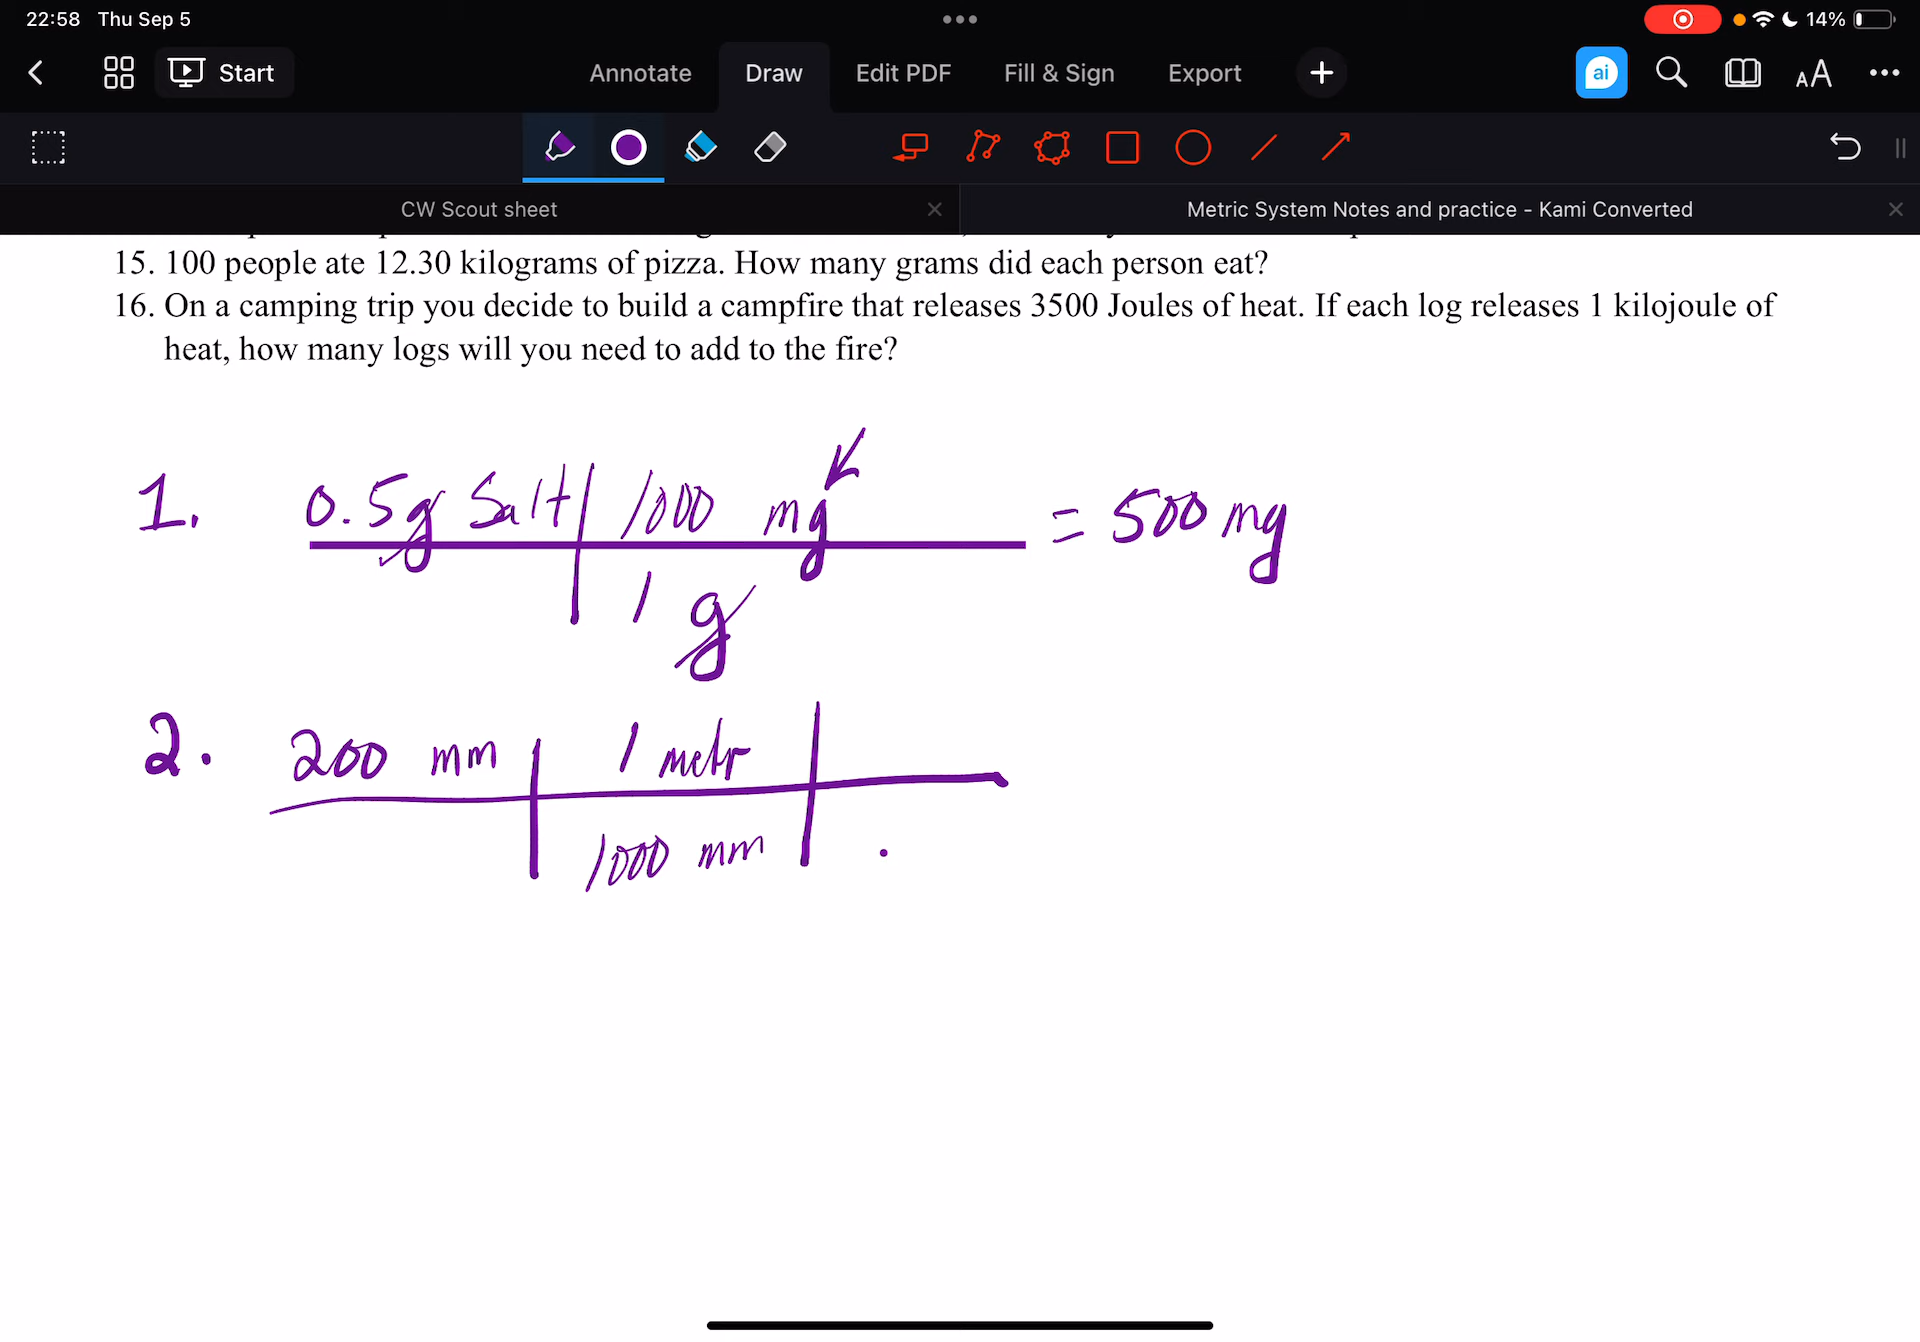 22:58 Thu Sep 5 14%
Start Annotate Draw Edit PDF Fill & Sign Export ai AA
CW Scout sheet Metric System Notes and practice - Kami Converted
15. 100 people ate 12.30 kilograms of pizza. How many grams did each person eat?
16. On a camping trip you decide to build a campfire that releases 3500 Joules of heat. If each log releases 1 kilojoule of
heat, how many logs will you need to add to the fire?
1. 0.5g Salt 1000 mg = 500 mg
1 g
2. 200 mm 1 metr
1000 mm .